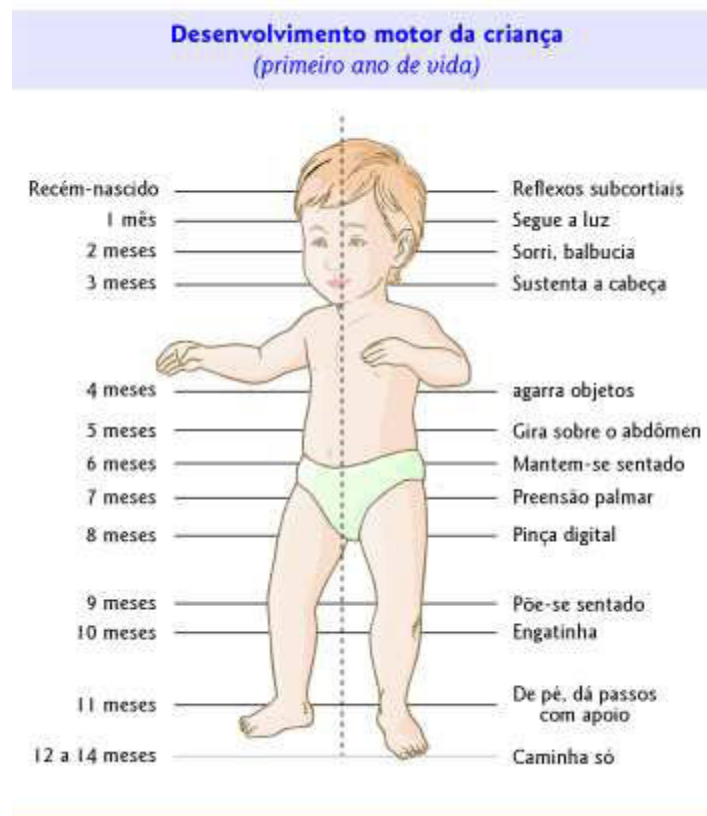 Desenvolvimento motor da criança
(primeiro ano de vida)
Recém-nascido Reflexos subcortiais
1 mês Segue a luz
2 meses Sorri, balbucia
3 meses Sustenta a cabeça
4 meses agarra objetos
5 meses Gira sobre o abdômen
6 meses Mantem-se sentado
7 meses Preensão palmar
8 meses Pinça digital
9 meses Põe-se sentado
10 meses Engatinha
11 meses De pé, dá passos
com apoio
12 a 14 meses Caminha só